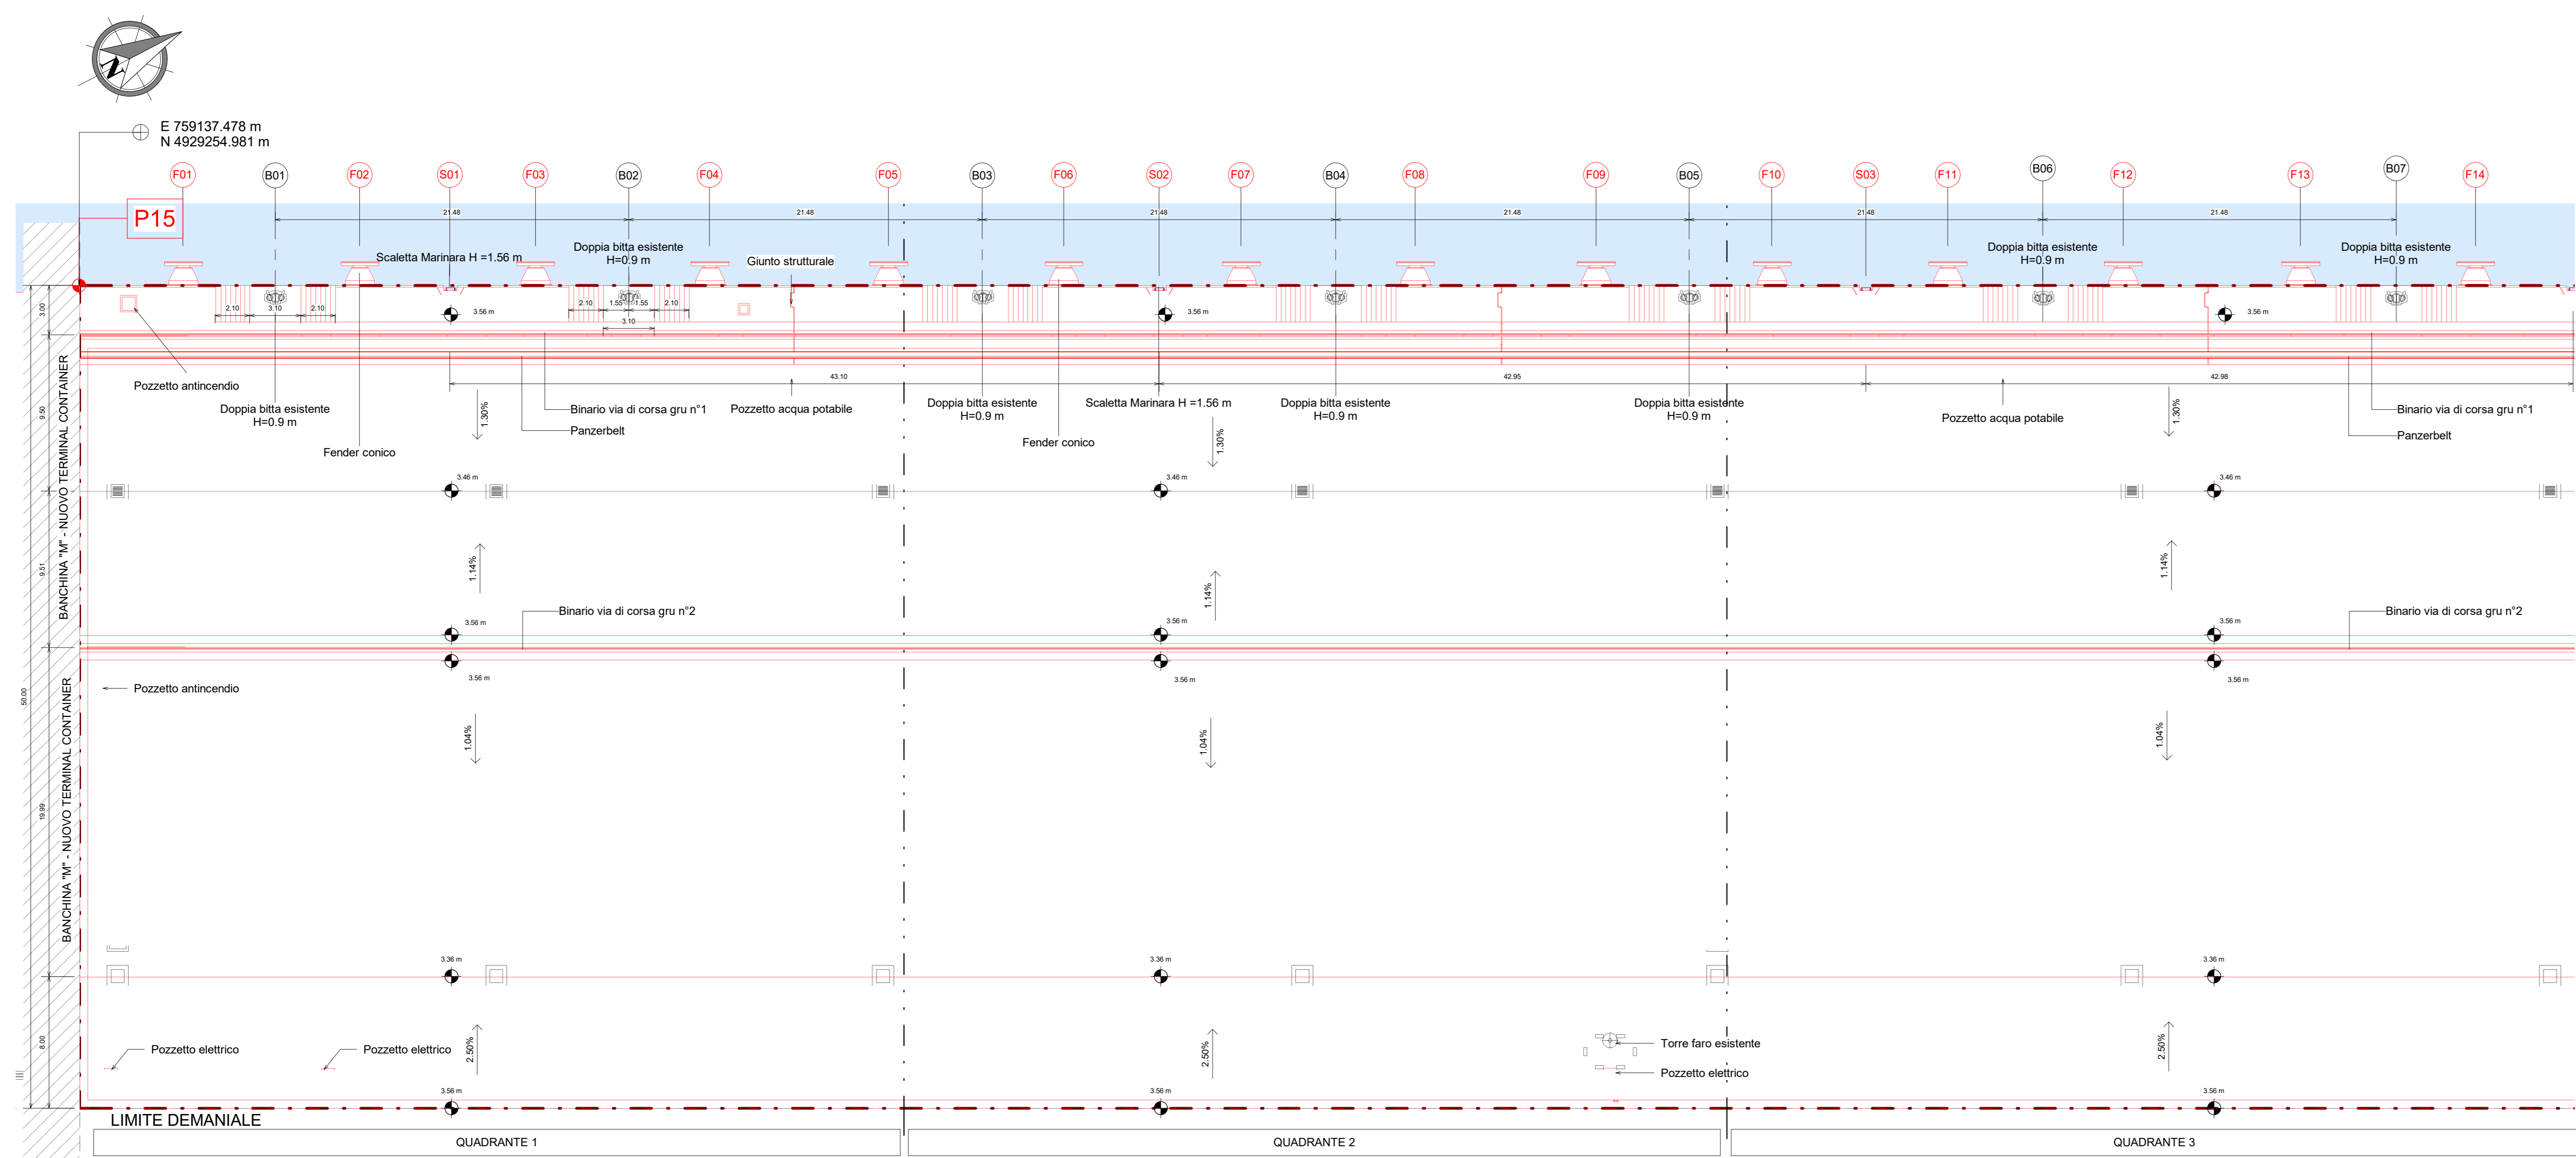 N
E 759137.478 m
N 4929254.981 m
F01 B01 F02 S01 F03 B02 F04 F05 B03 F06 S02 F07 B04 F08 F09 B05 F10 S03 F11 B06 F12 F13 B07 F14
P15
21.48 21.48 21.48 21.48 21.48 21.48
Scaletta Marinara H =1.56 m
Doppia bitta esistente
H=0.9 m
Giunto strutturale
Doppia bitta esistente
H=0.9 m
Doppia bitta esistente
H=0.9 m
2.10 3.10 2.10 2.10 1.55 1.55 2.10
3.10
3.56 m 3.56 m 3.56 m
3.00
43.10 42.95 42.98
Pozzetto antincendio
Doppia bitta esistente
H=0.9 m
Fender conico
1.30%
Binario via di corsa gru n°1
Panzerbelt
Pozzetto acqua potabile
Doppia bitta esistente
H=0.9 m
Fender conico
Scaletta Marinara H =1.56 m
1.30%
Doppia bitta esistente
H=0.9 m
Doppia bitta esistente
H=0.9 m
Pozzetto acqua potabile
1.30%
Binario via di corsa gru n°1
Panzerbelt
9.50
BANCHINA "M" - NUOVO TERMINAL CONTAINER
3.46 m 3.46 m 3.46 m
9.51
1.14% 1.14% 1.14%
Binario via di corsa gru n°2
Binario via di corsa gru n°2
3.56 m 3.56 m 3.56 m
3.56 m 3.56 m 3.56 m
Pozzetto antincendio
50.00
BANCHINA "M" - NUOVO TERMINAL CONTAINER
1.04% 1.04% 1.04%
19.99
3.36 m 3.36 m 3.36 m
8.00
Pozzetto elettrico
Pozzetto elettrico
2.50% 2.50% 2.50%
Torre faro esistente
Pozzetto elettrico
3.56 m 3.56 m 3.56 m
LIMITE DEMANIALE
QUADRANTE 1
QUADRANTE 2
QUADRANTE 3